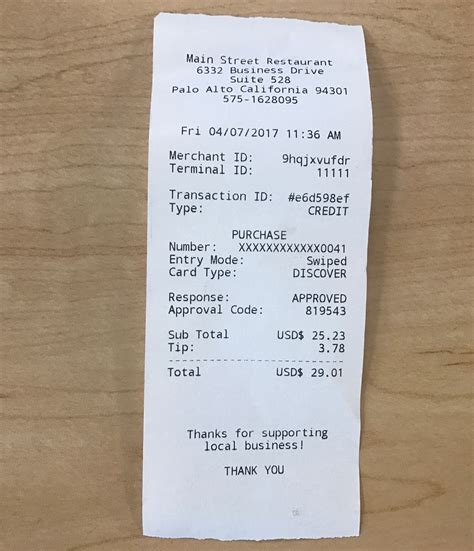 Main Street Restaurant
6332 Business Drive
Suite 528
Palo Alto California 94301
575-1628095
Fri 04/07/2017 11:36 AM
Merchant ID: 9hqjxvufdr
Terminal ID: 11111
Transaction ID: #e6d598ef
Type: CREDIT
PURCHASE
Number: XXXXXXXXXXXX0041
Entry Mode: Swiped
Card Type: DISCOVER
Response: APPROVED
Approval Code: 819543
Sub Total USD$ 25.23
Tip: 3.78
Total USD$ 29.01
Thanks for supporting
local business!
THANK YOU